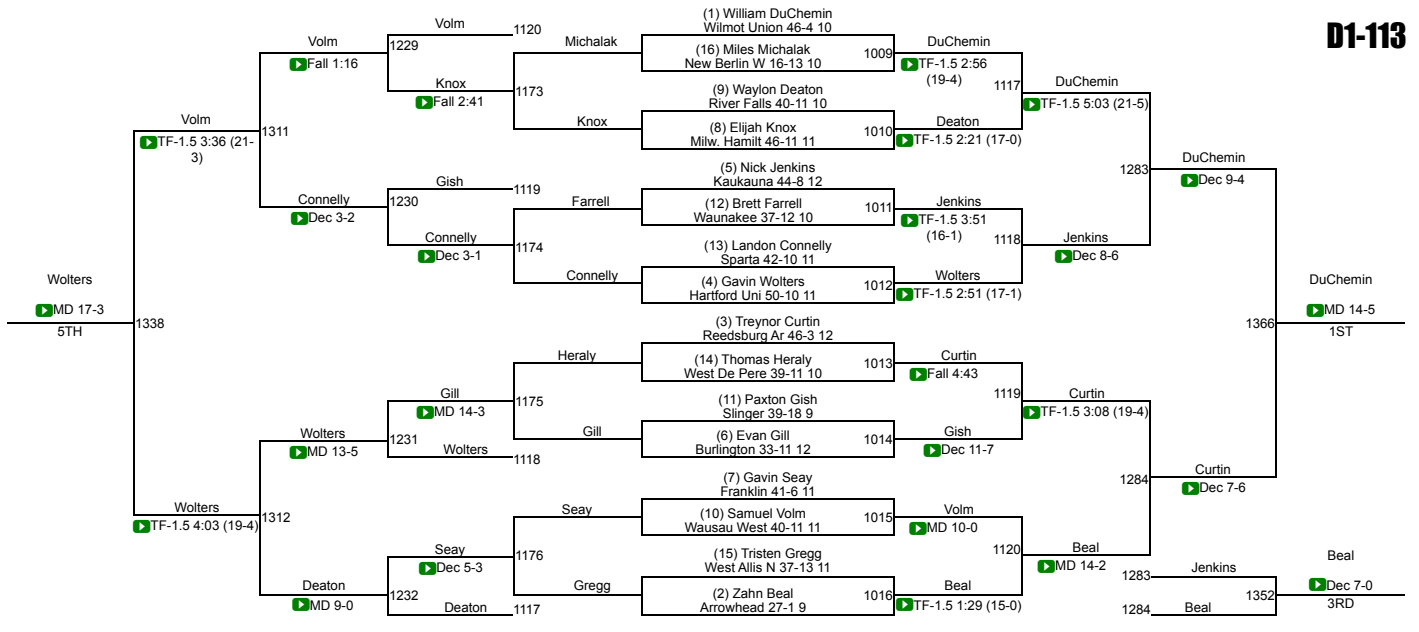 D1-113
(1) William DuChemin
Wilmot Union 46-4 10
(16) Miles Michalak
New Berlin W 16-13 10
1009
(9) Waylon Deaton
River Falls 40-11 10
(8) Elijah Knox
Milw. Hamilt 46-11 11
1010
(5) Nick Jenkins
Kaukauna 44-8 12
(12) Brett Farrell
Waunakee 37-12 10
1011
(13) Landon Connelly
Sparta 42-10 11
(4) Gavin Wolters
Hartford Uni 50-10 11
1012
(3) Treynor Curtin
Reedsburg Ar 46-3 12
(14) Thomas Heraly
West De Pere 39-11 10
1013
(11) Paxton Gish
Slinger 39-18 9
(6) Evan Gill
Burlington 33-11 12
1014
(7) Gavin Seay
Franklin 41-6 11
(10) Samuel Volm
Wausau West 40-11 11
1015
(15) Tristen Gregg
West Allis N 37-13 11
(2) Zahn Beal
Arrowhead 27-1 9
1016
DuChemin
TF-1.5 2:56
(19-4)
1117
Deaton
TF-1.5 2:21 (17-0)
Jenkins
TF-1.5 3:51
(16-1)
1118
Wolters
TF-1.5 2:51 (17-1)
Curtin
Fall 4:43
1119
Gish
Dec 11-7
Volm
MD 10-0
1120
Beal
TF-1.5 1:29 (15-0)
DuChemin
TF-1.5 5:03 (21-5)
1283
Jenkins
Dec 8-6
Curtin
TF-1.5 3:08 (19-4)
1284
Beal
MD 14-2
DuChemin
Dec 9-4
1366
Curtin
Dec 7-6
DuChemin
MD 14-5
1ST
1283
Jenkins
1284
Beal
1352
Beal
Dec 7-0
3RD
Michalak
1173
Knox
Farrell
1174
Connelly
Heraly
1175
Gill
Seay
1176
Gregg
Volm
1120
1229
Knox
Fall 2:41
Gish
1119
1230
Connelly
Dec 3-1
Gill
MD 14-3
1231
Wolters
1118
Seay
Dec 5-3
1232
Deaton
1117
Volm
Fall 1:16
1311
Connelly
Dec 3-2
Wolters
MD 13-5
1312
Deaton
MD 9-0
Volm
TF-1.5 3:36 (21-
3)
1338
Wolters
TF-1.5 4:03 (19-4)
Wolters
MD 17-3
5TH